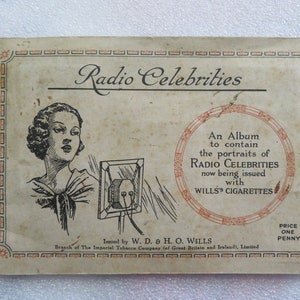 Radio Celebrities
An Album
to contain
the portraits of
RADIO CELEBRITIES
now being issued
with
WILLS'S CIGARETTES
PRICE
ONE
PENNY
Issued by W. D. & H. O. WILLS
Branch of The Imperial Tobacco Company (of Great Britain and Ireland), Limited